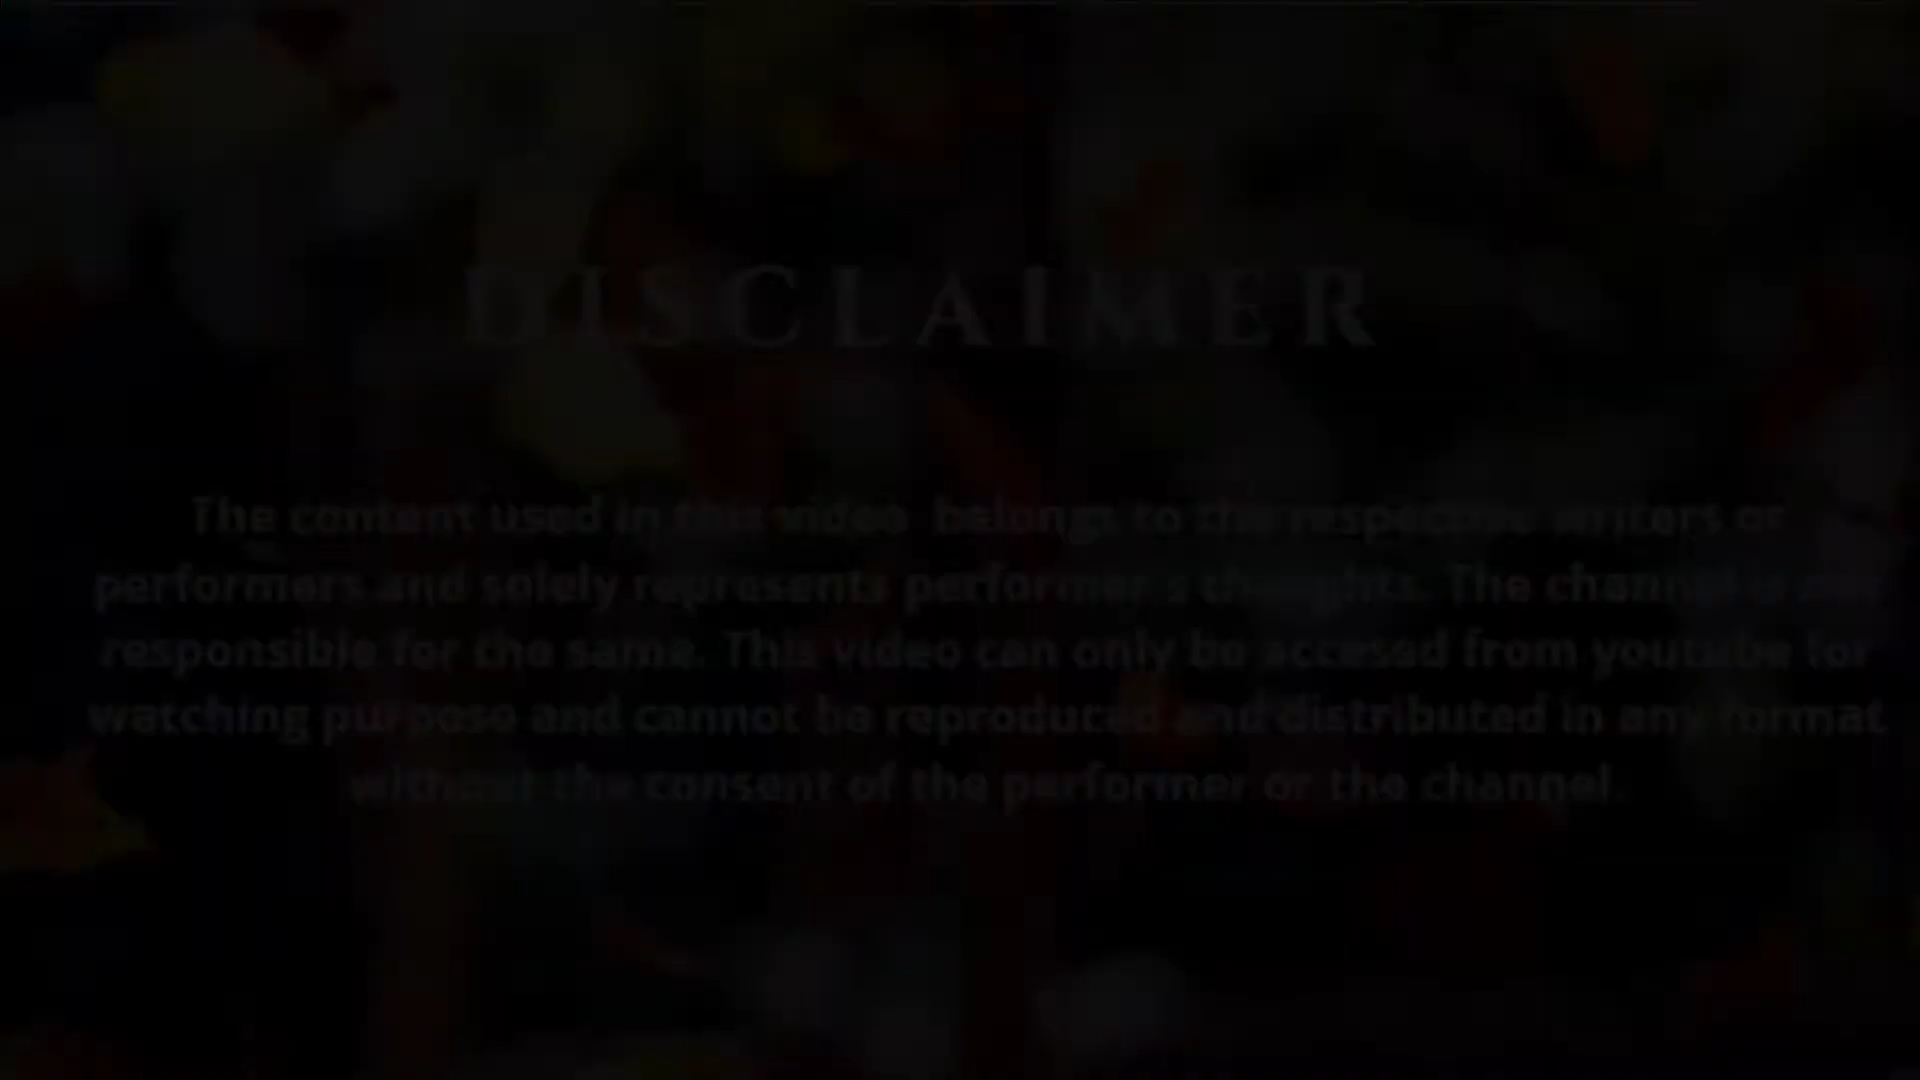 DISCLAIMER
The content used in this video belongs to the respective writers or
performers and solely represents performer's thoughts. The channel is not
responsible for the same. This video can only be accesed from youtube for
watching purpose and cannot be reproduced and distributed in any format
without the consent of the performer or the channel.